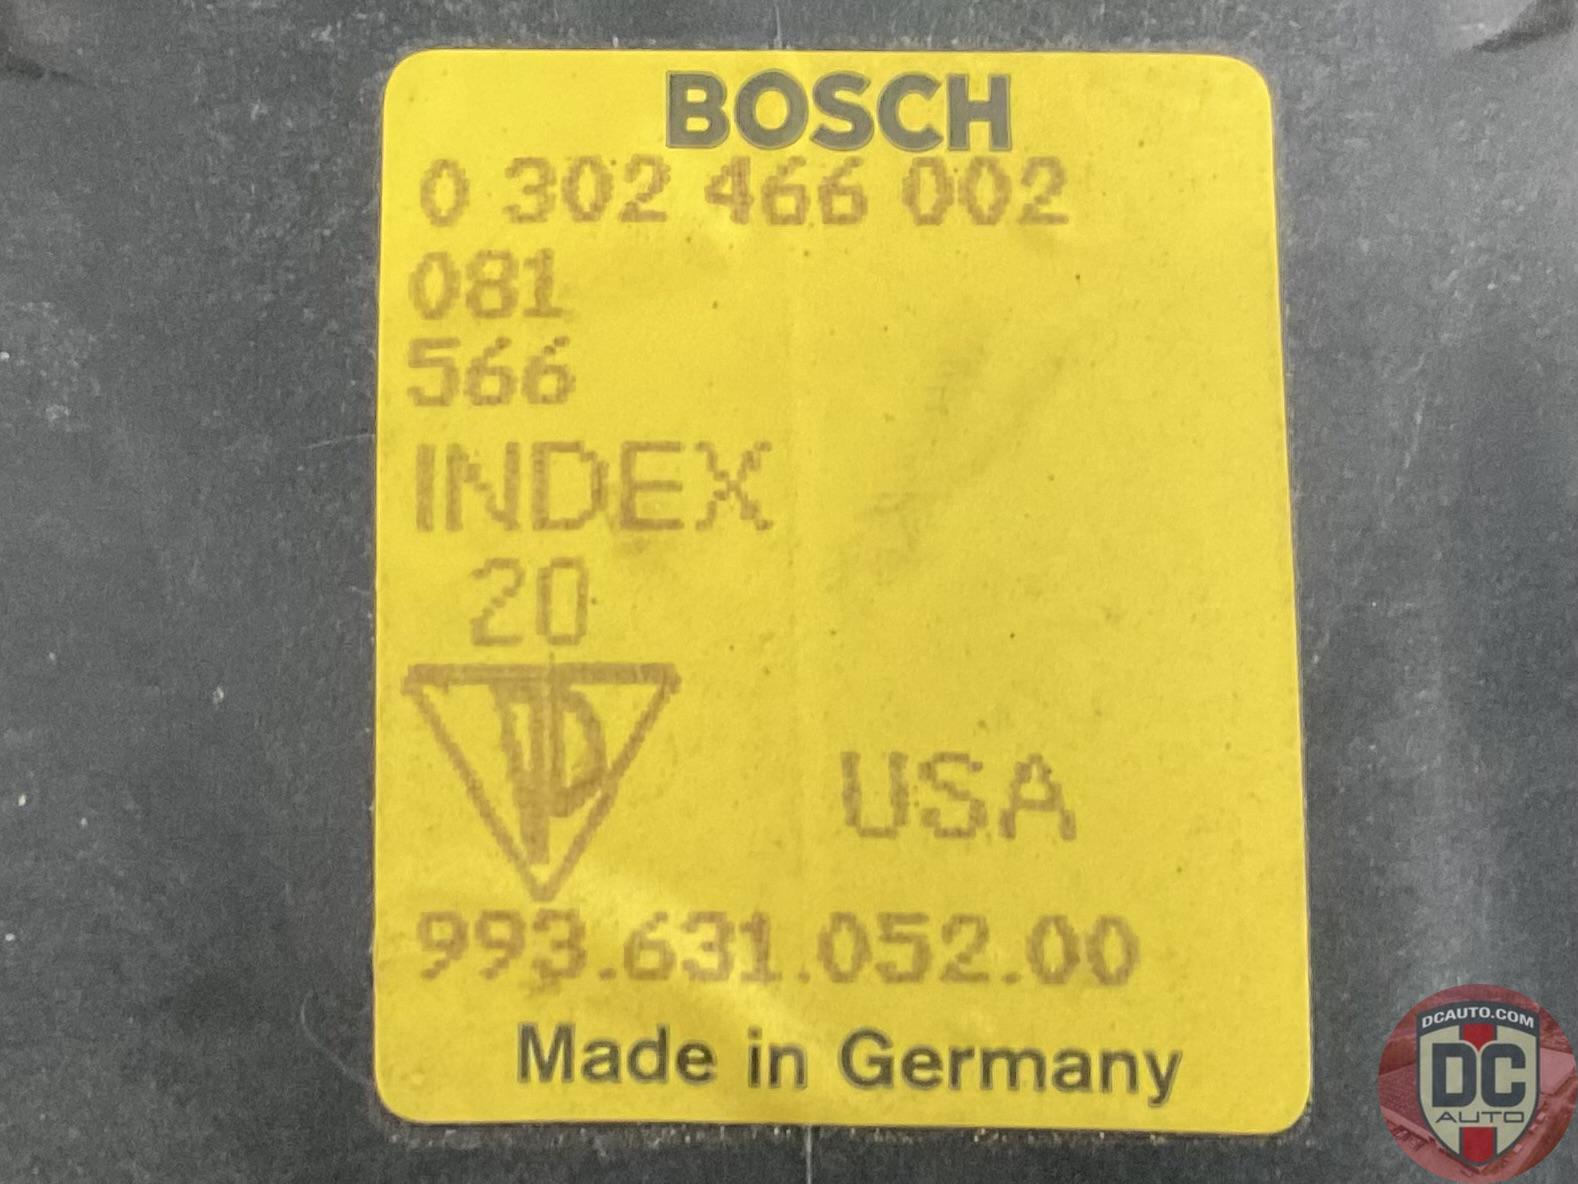 BOSCH
0 302 466 002
081
566
INDEX
20
USA
993.631.052.00
Made in Germany
DCAUTO.COM
DC
AUTO